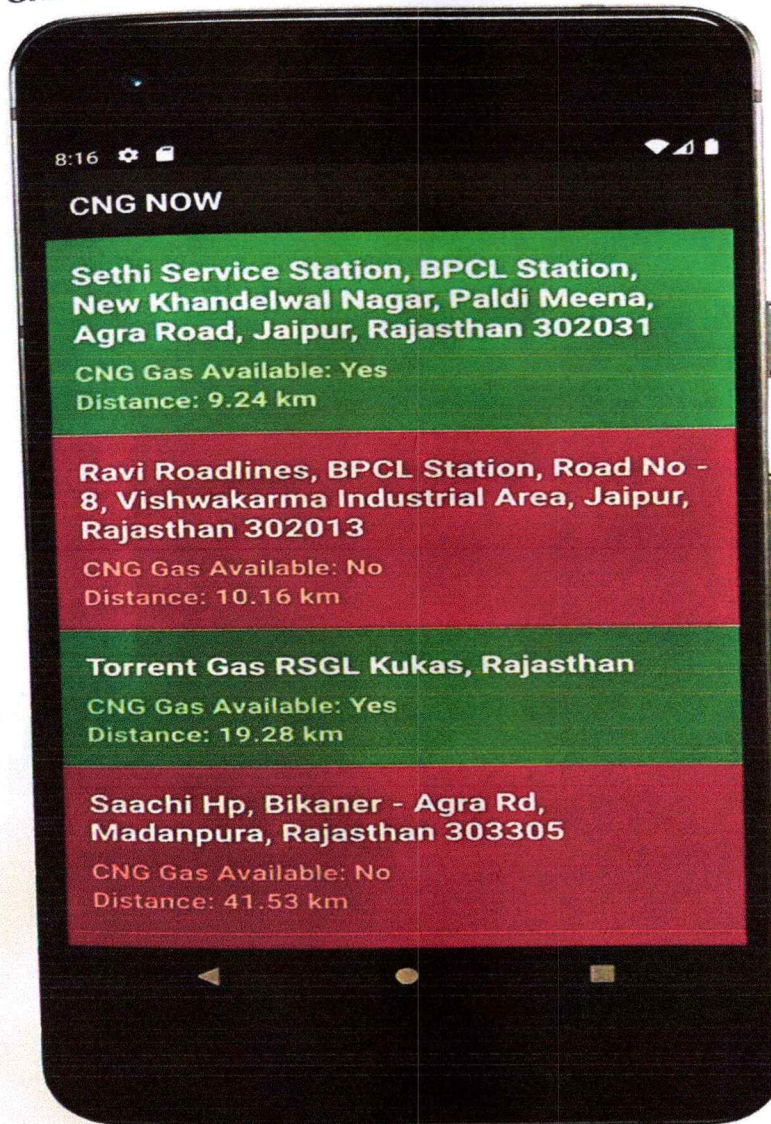 8:16
CNG NOW
Sethi Service Station, BPCL Station,
New Khandelwal Nagar, Paldi Meena,
Agra Road, Jaipur, Rajasthan 302031
CNG Gas Available: Yes
Distance: 9.24 km
Ravi Roadlines, BPCL Station, Road No -
8, Vishwakarma Industrial Area, Jaipur,
Rajasthan 302013
CNG Gas Available: No
Distance: 10.16 km
Torrent Gas RSGL Kukas, Rajasthan
CNG Gas Available: Yes
Distance: 19.28 km
Saachi Hp, Bikaner - Agra Rd,
Madanpura, Rajasthan 303305
CNG Gas Available: No
Distance: 41.53 km